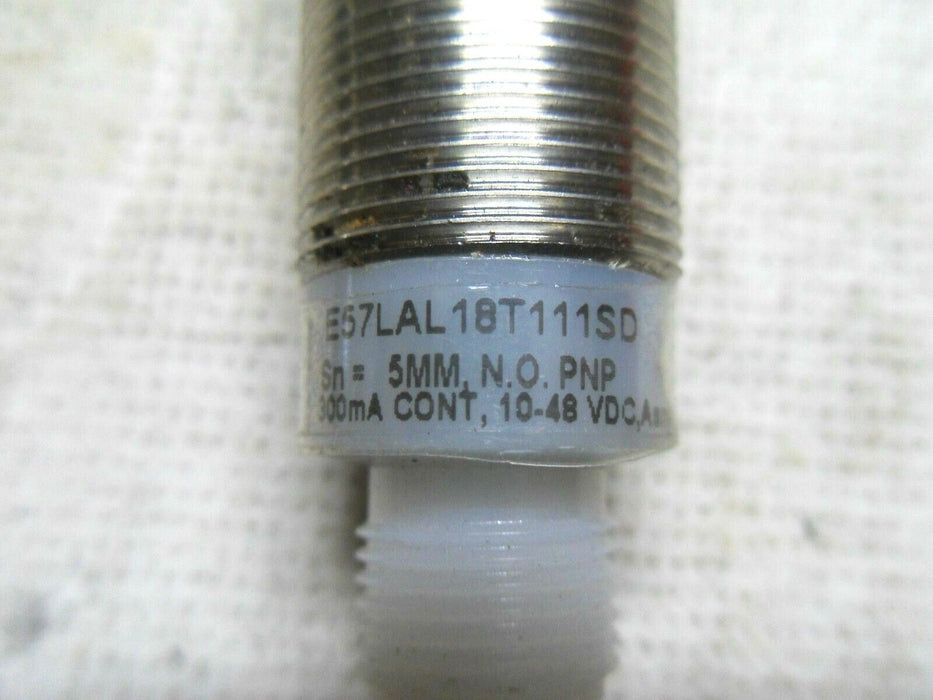 E57LAL18T111SD
Sn = 5MM, N.O. PNP
300mA CONT, 10-48 VDC,